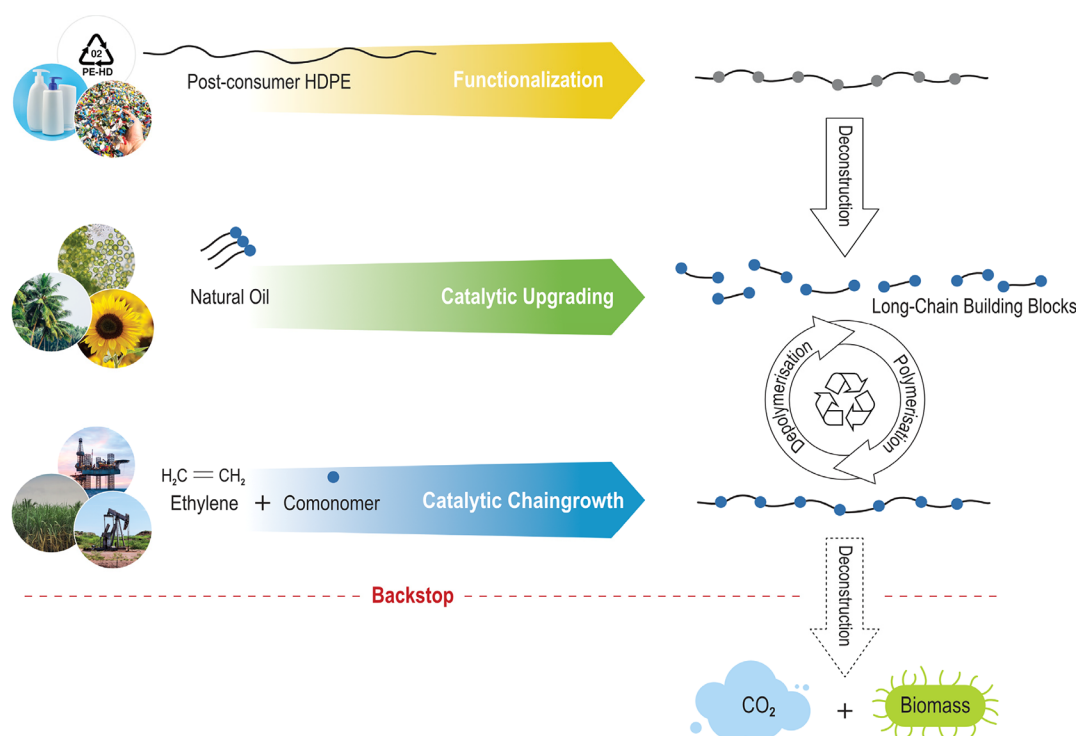 02
PE-HD
Post-consumer HDPE
Functionalization
Deconstruction
Natural Oil
Catalytic Upgrading
Long-Chain Building Blocks
Depolymerisation
Polymerisation
H₂C = CH₂
Ethylene + Comonomer
Catalytic Chaingrowth
Deconstruction
Backstop
CO₂ + Biomass